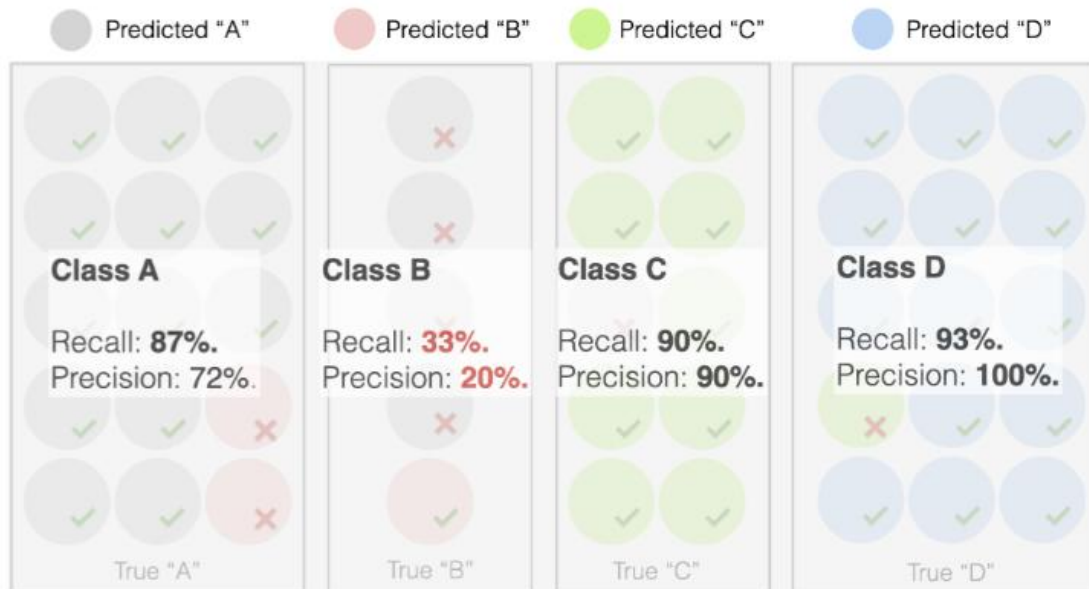 Predicted “A”
Predicted “B”
Predicted “C”
Predicted “D”
Class A
Recall: 87%.
Precision: 72%.
Class B
Recall: 33%.
Precision: 20%.
Class C
Recall: 90%.
Precision: 90%.
Class D
Recall: 93%.
Precision: 100%.
True “A”
True “B”
True “C”
True “D”